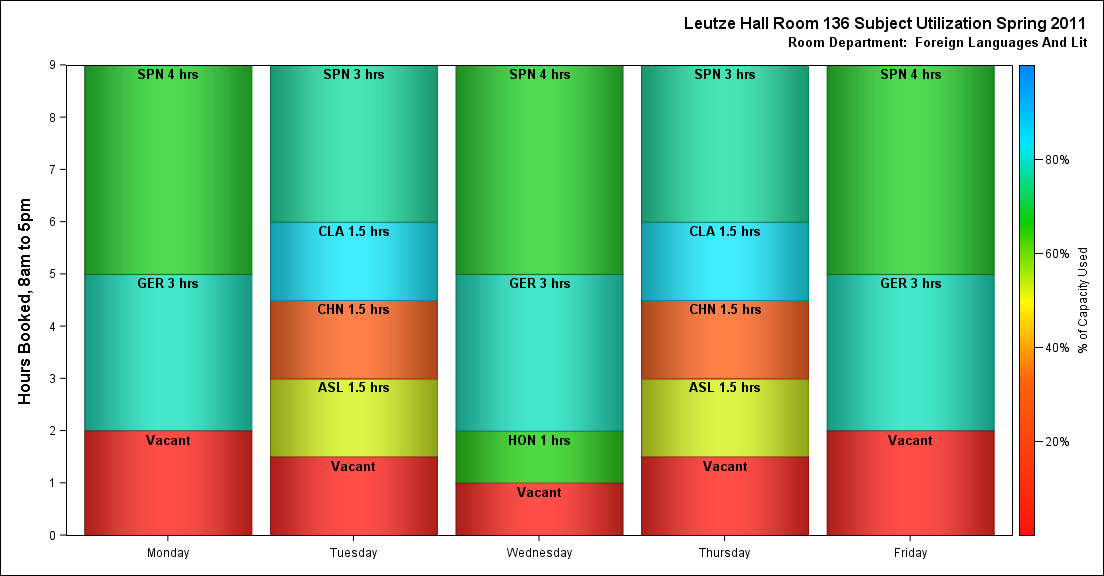 Leutze Hall Room 136 Subject Utilization Spring 2011
Room Department:  Foreign Languages And Lit
Hours Booked, 8am to 5pm
9
8
7
6
5
4
3
2
1
0
SPN 4 hrs
GER 3 hrs
Vacant
Monday
SPN 3 hrs
CLA 1.5 hrs
CHN 1.5 hrs
ASL 1.5 hrs
Vacant
Tuesday
SPN 4 hrs
GER 3 hrs
HON 1 hrs
Vacant
Wednesday
SPN 3 hrs
CLA 1.5 hrs
CHN 1.5 hrs
ASL 1.5 hrs
Vacant
Thursday
SPN 4 hrs
GER 3 hrs
Vacant
Friday
80%
60%
40%
20%
% of Capacity Used